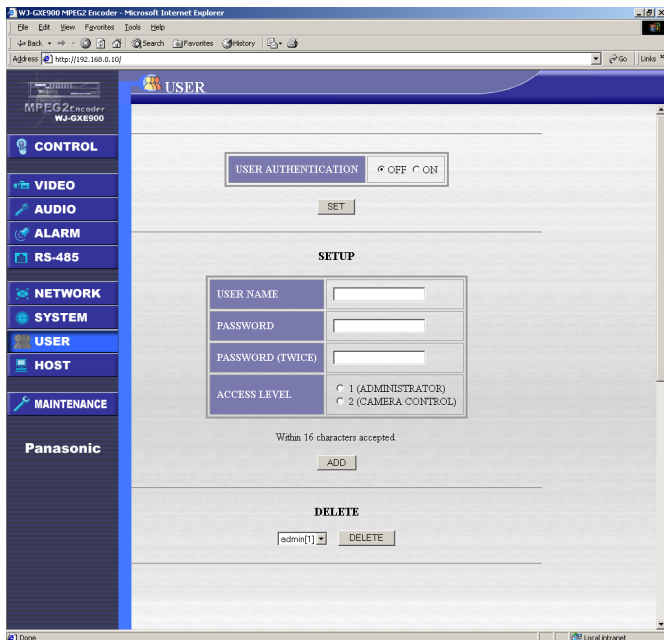 WJ-GXE900 MPEG2 Encoder - Microsoft Internet Explorer
File Edit View Favorites Tools Help
Back Search Favorites History
Address http://192.168.0.10/ Go Links »
MPEG2Encoder
WJ-GXE900
USER
CONTROL
VIDEO
AUDIO
ALARM
RS-485
NETWORK
SYSTEM
USER
HOST
MAINTENANCE
Panasonic
USER AUTHENTICATION OFF ON
SET
SETUP
USER NAME
PASSWORD
PASSWORD (TWICE)
ACCESS LEVEL
1 (ADMINISTRATOR)
2 (CAMERA CONTROL)
Within 16 characters accepted.
ADD
DELETE
admin[1] DELETE
Done Local intranet